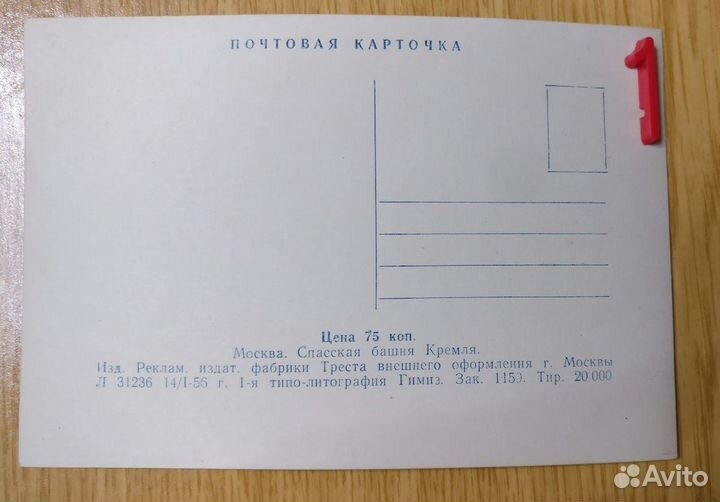 ПОЧТОВАЯ КАРТОЧКА
1
Цена 75 коп.
Москва. Спасская башня Кремля.
Изд. Реклам. издат. фабрики Треста внешнего оформления г. Москвы
Л 31236 14/I-56 г. 1-я типо-литография Гимиз. Зак. 1159. Тир. 20 000
Avito